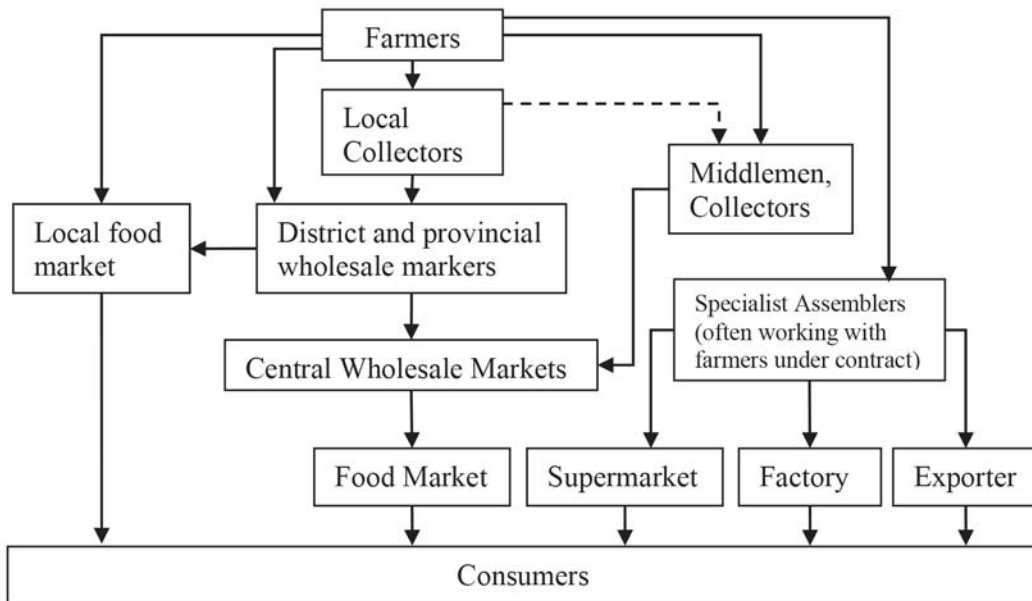 Farmers
Local
Collectors
Middlemen,
Collectors
Local food
market
District and provincial
wholesale markers
Specialist Assemblers
(often working with
farmers under contract)
Central Wholesale Markets
Food Market
Supermarket
Factory
Exporter
Consumers